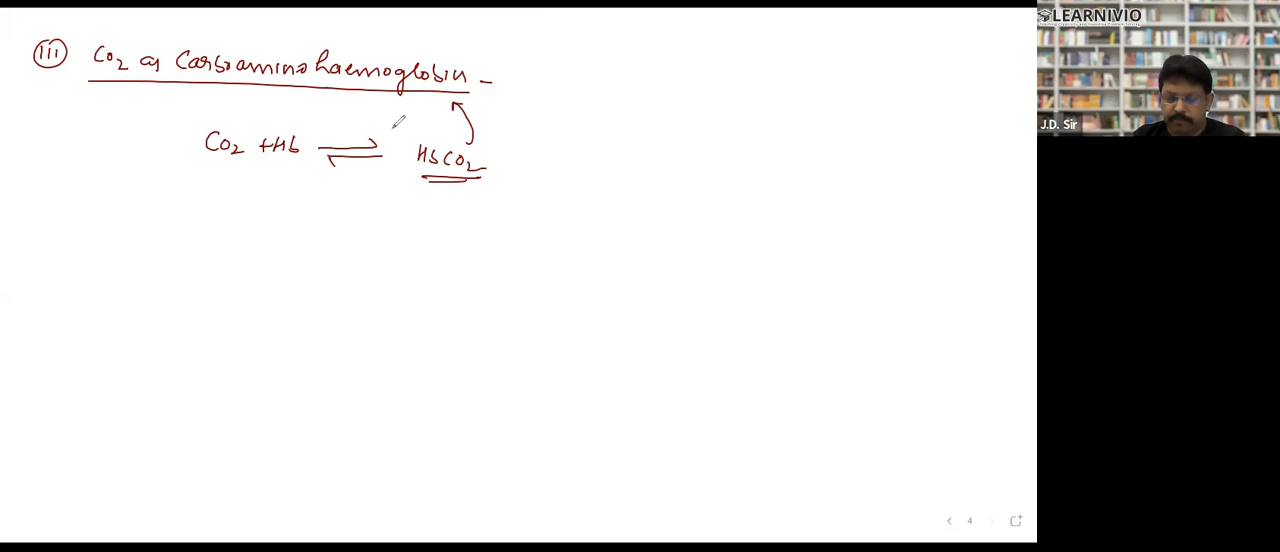 (iii) CO2 as Carbaminohaemoglobin -
CO2 + Hb ⇌ HbCO2
LEARNIVIO
J.D. Sir
4